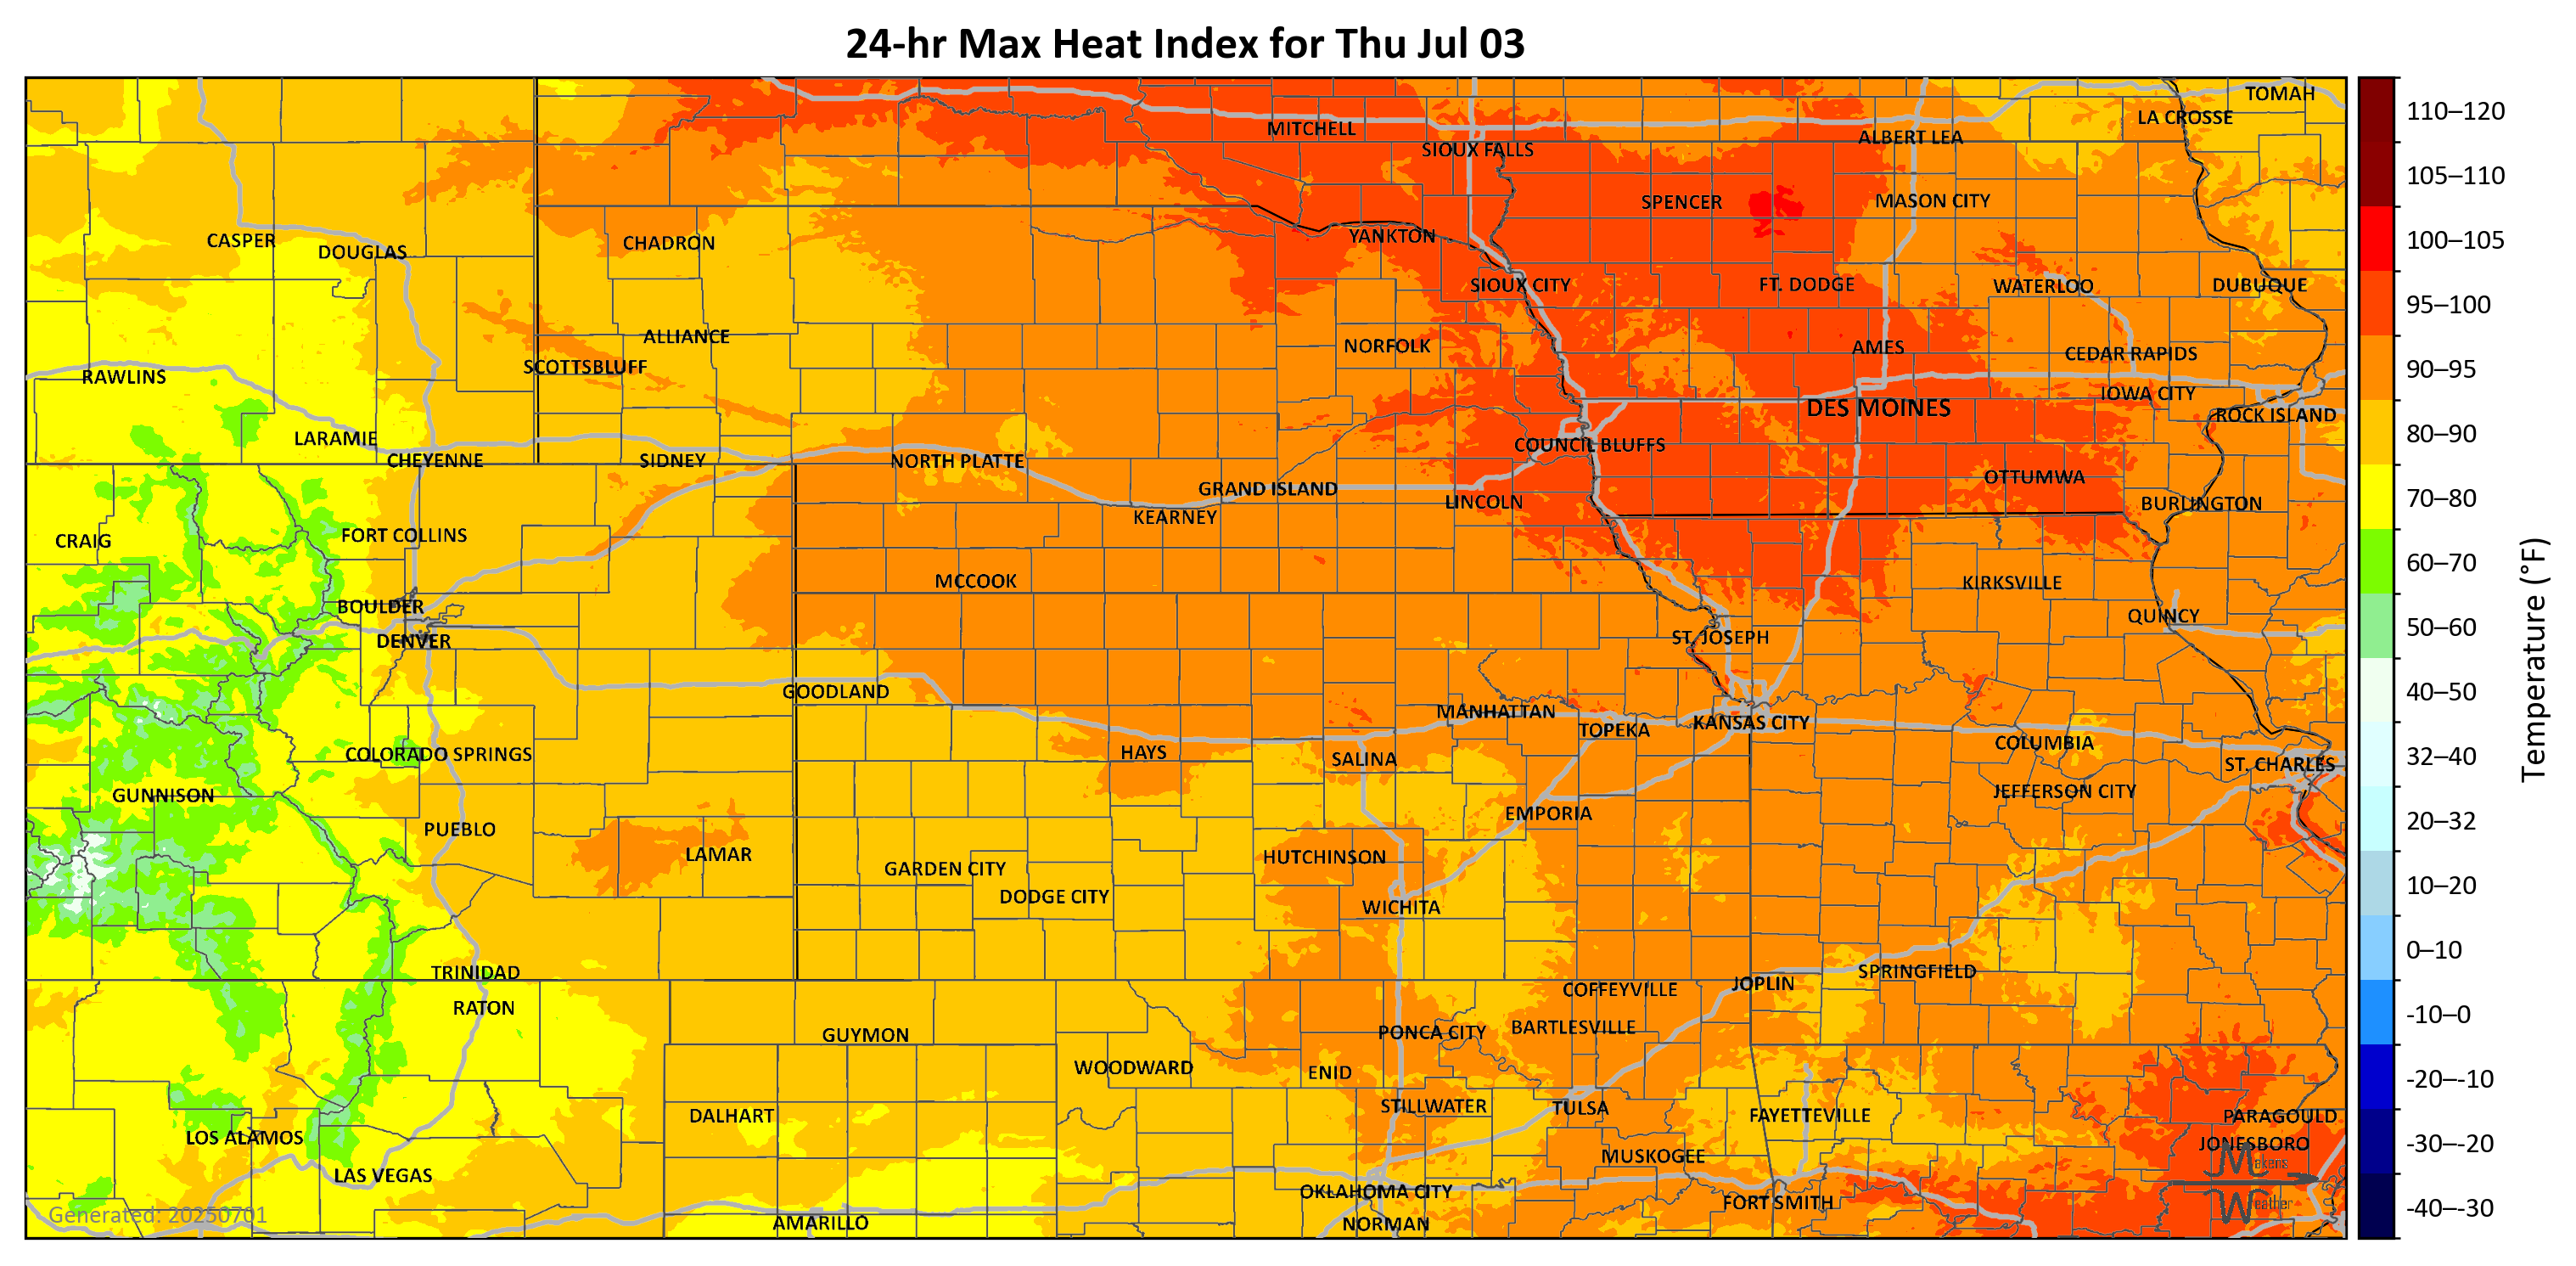 24-hr Max Heat Index for Thu Jul 03
TOMAH
LA CROSSE
MITCHELL
ALBERT LEA
SIOUX FALLS
SPENCER
MASON CITY
CASPER
DOUGLAS
CHADRON
YANKTON
SIOUX CITY
FT. DODGE
WATERLOO
DUBUQUE
ALLIANCE
NORFOLK
AMES
CEDAR RAPIDS
SCOTTSBLUFF
RAWLINS
IOWA CITY
DES MOINES
ROCK ISLAND
LARAMIE
COUNCIL BLUFFS
CHEYENNE
SIDNEY
NORTH PLATTE
OTTUMWA
GRAND ISLAND
LINCOLN
BURLINGTON
KEARNEY
CRAIG
FORT COLLINS
MCCOOK
KIRKSVILLE
BOULDER
QUINCY
DENVER
ST. JOSEPH
GOODLAND
MANHATTAN
TOPEKA
KANSAS CITY
COLUMBIA
COLORADO SPRINGS
HAYS
SALINA
ST. CHARLES
GUNNISON
JEFFERSON CITY
PUEBLO
EMPORIA
LAMAR
HUTCHINSON
GARDEN CITY
DODGE CITY
WICHITA
TRINIDAD
SPRINGFIELD
JOPLIN
COFFEYVILLE
RATON
GUYMON
PONCA CITY
BARTLESVILLE
WOODWARD
ENID
DALHART
STILLWATER
TULSA
FAYETTEVILLE
PARAGOULD
LOS ALAMOS
JONESBORO
MUSKOGEE
LAS VEGAS
OKLAHOMA CITY
FORT SMITH
AMARILLO
NORMAN
Makens
Weather
Generated: 20250701
110–120
105–110
100–105
95–100
90–95
80–90
70–80
60–70
50–60
40–50
32–40
20–32
10–20
0–10
-10–0
-20–-10
-30–-20
-40–-30
Temperature (°F)